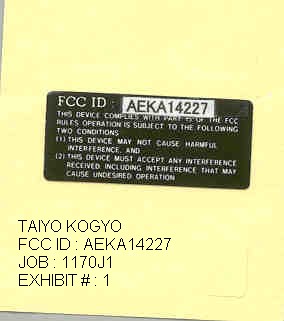 FCC ID : AEKA14227
THIS DEVICE COMPLIES WITH PART 15 OF THE FCC
RULES OPERATION IS SUBJECT TO THE FOLLOWING
TWO CONDITIONS
(1) THIS DEVICE MAY NOT CAUSE HARMFUL
INTERFERENCE, AND
(2) THIS DEVICE MUST ACCEPT ANY INTERFERENCE
RECEIVED INCLUDING INTERFERENCE THAT MAY
CAUSE UNDESIRED OPERATION
TAIYO KOGYO
FCC ID : AEKA14227
JOB : 1170J1
EXHIBIT # : 1